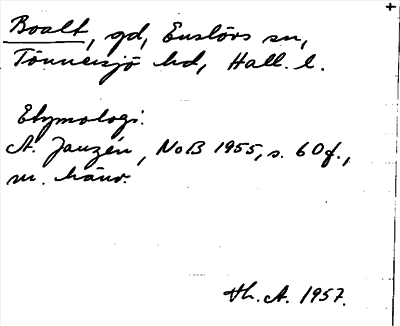 Boalt, gd, Enslövs sn,
Tönnersjö hd, Hall. l.
Etymologi:
A. Janzén, NoB 1955, s. 60 f.,
m. hänv.
Th. A. 1957.